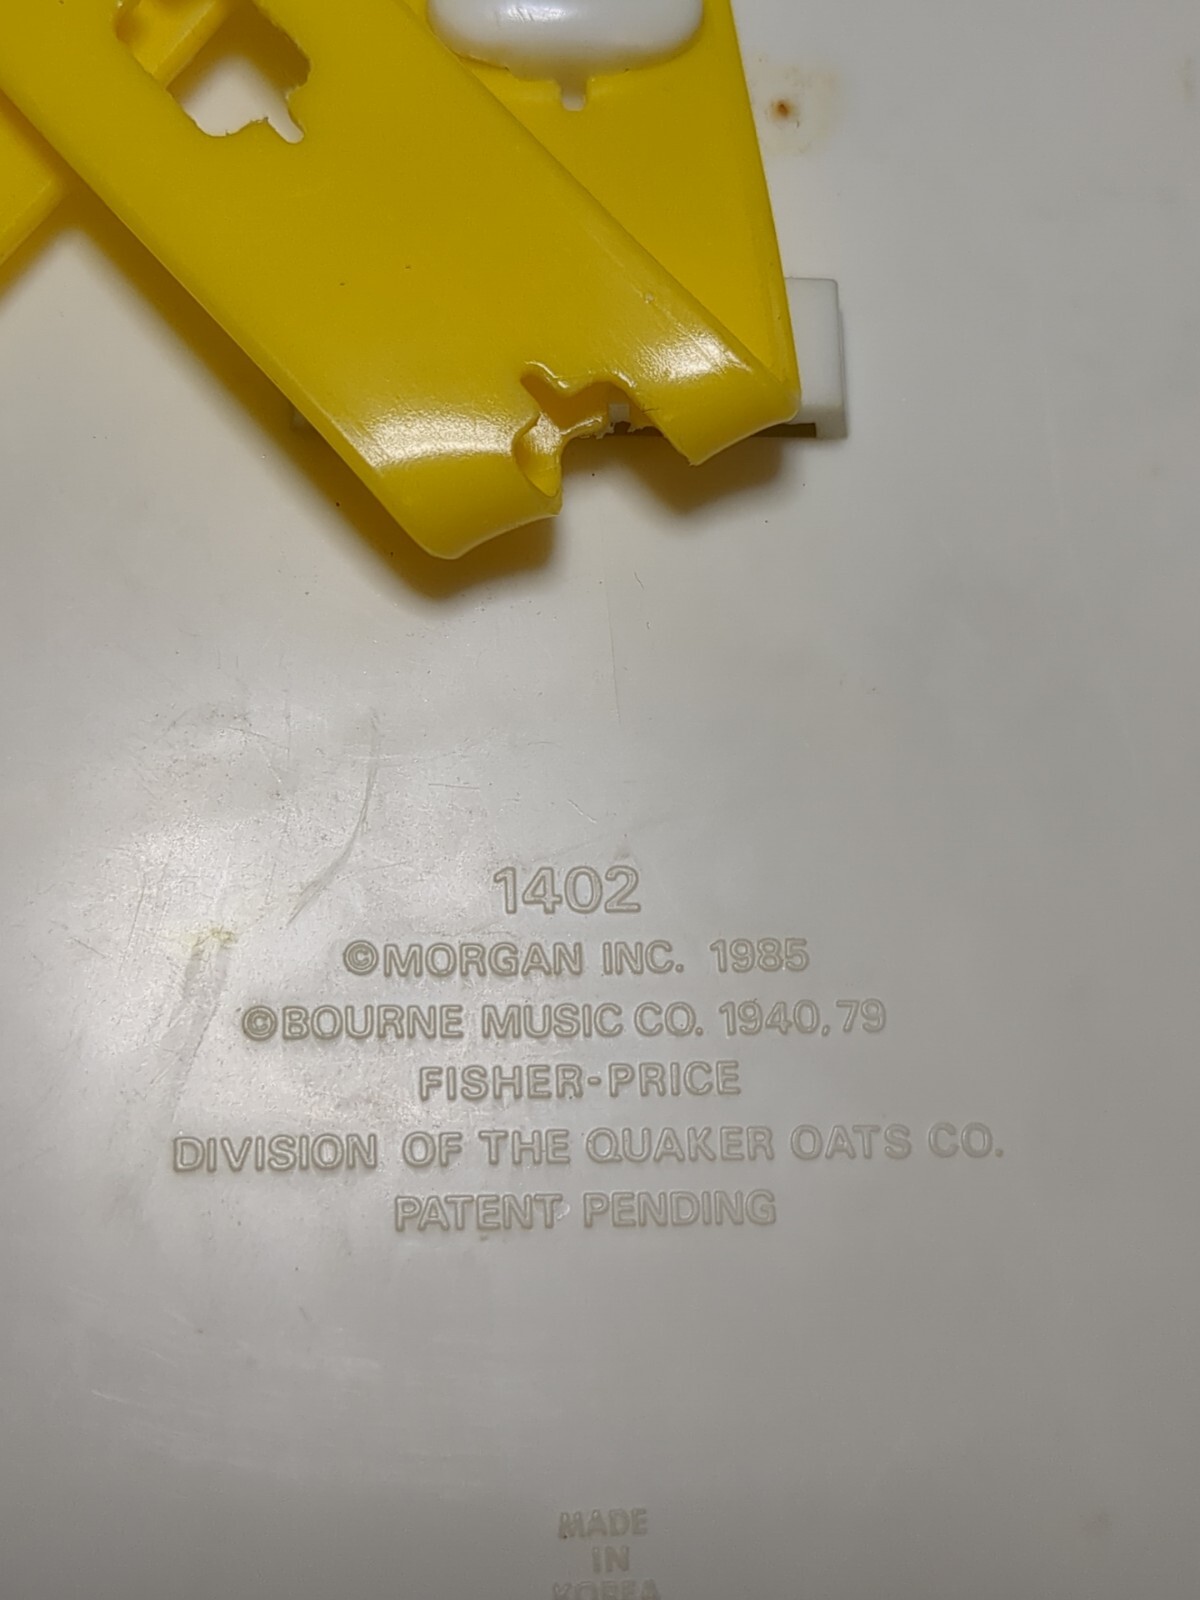 1402
©MORGAN INC. 1985
©BOURNE MUSIC CO. 1940,79
FISHER-PRICE
DIVISION OF THE QUAKER OATS CO.
PATENT PENDING
MADE
IN
KOREA